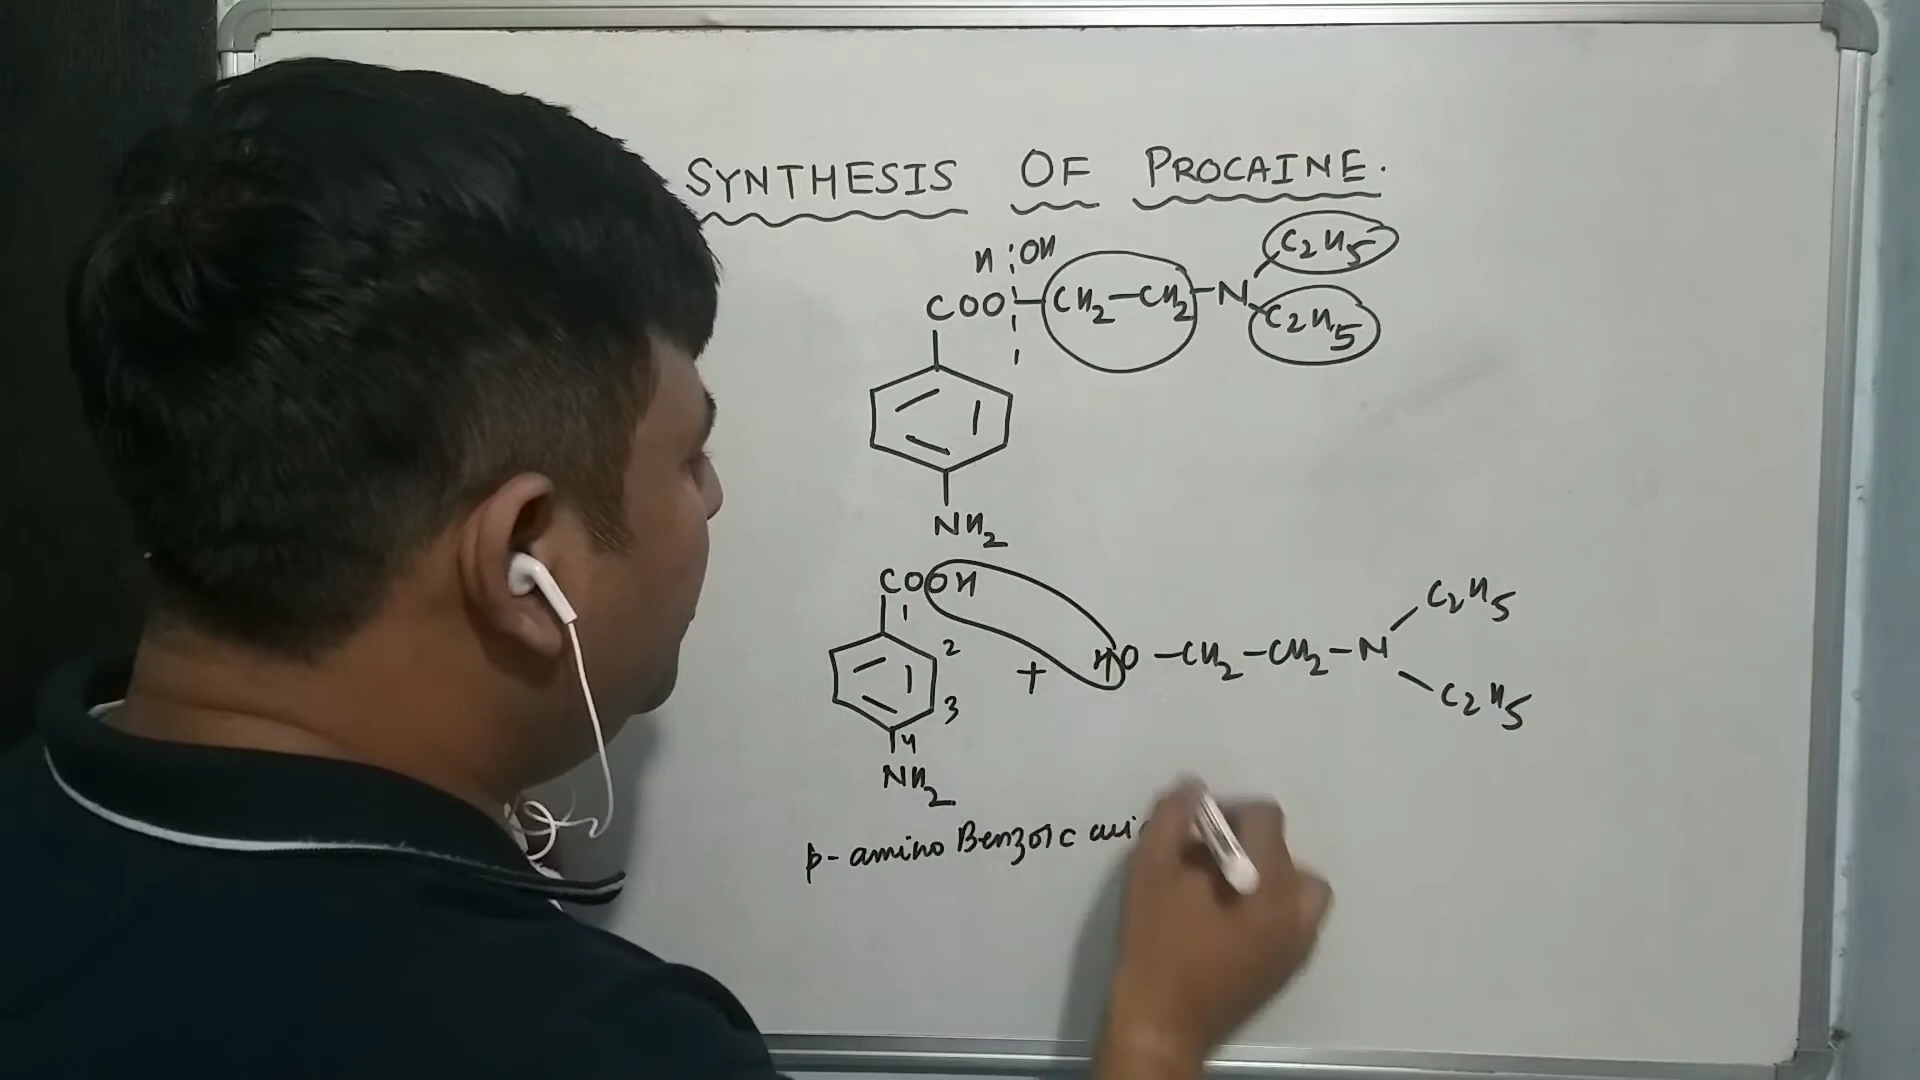 SYNTHESIS OF PROCAINE.
H OH
COO-CH2-CH2-N
C2H5
C2H5
NH2
COOH
1
2
3
4
NH2
+
HO-CH2-CH2-N
C2H5
C2H5
p-amino Benzoic